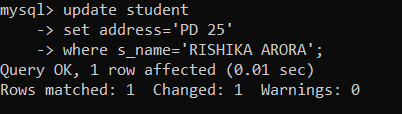 mysql> update student
    -> set address='PD 25'
    -> where s_name='RISHIKA ARORA';
Query OK, 1 row affected (0.01 sec)
Rows matched: 1  Changed: 1  Warnings: 0